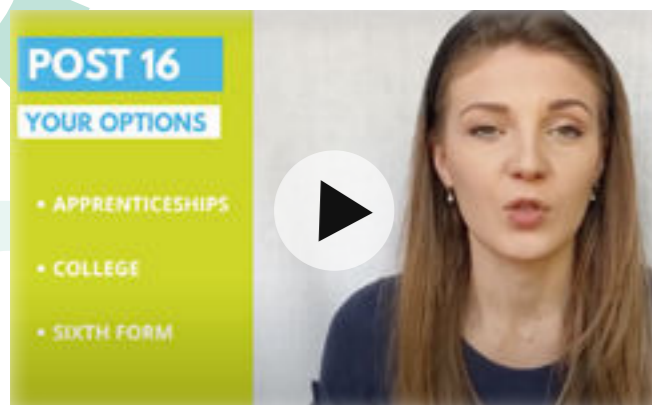 POST 16
YOUR OPTIONS
• APPRENTICESHIPS
• COLLEGE
• SIXTH FORM